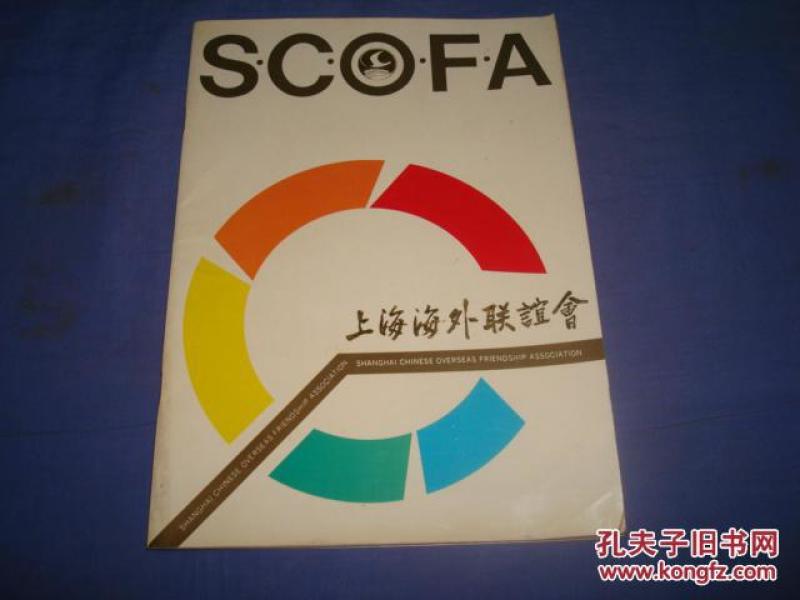 S·C·O·F·A
上海海外联誼會
SHANGHAI CHINESE OVERSEAS FRIENDSHIP ASSOCIATION
SHANGHAI CHINESE OVERSEAS FRIENDSHIP ASSOCIATION
孔夫子旧书网
www.kongfz.com